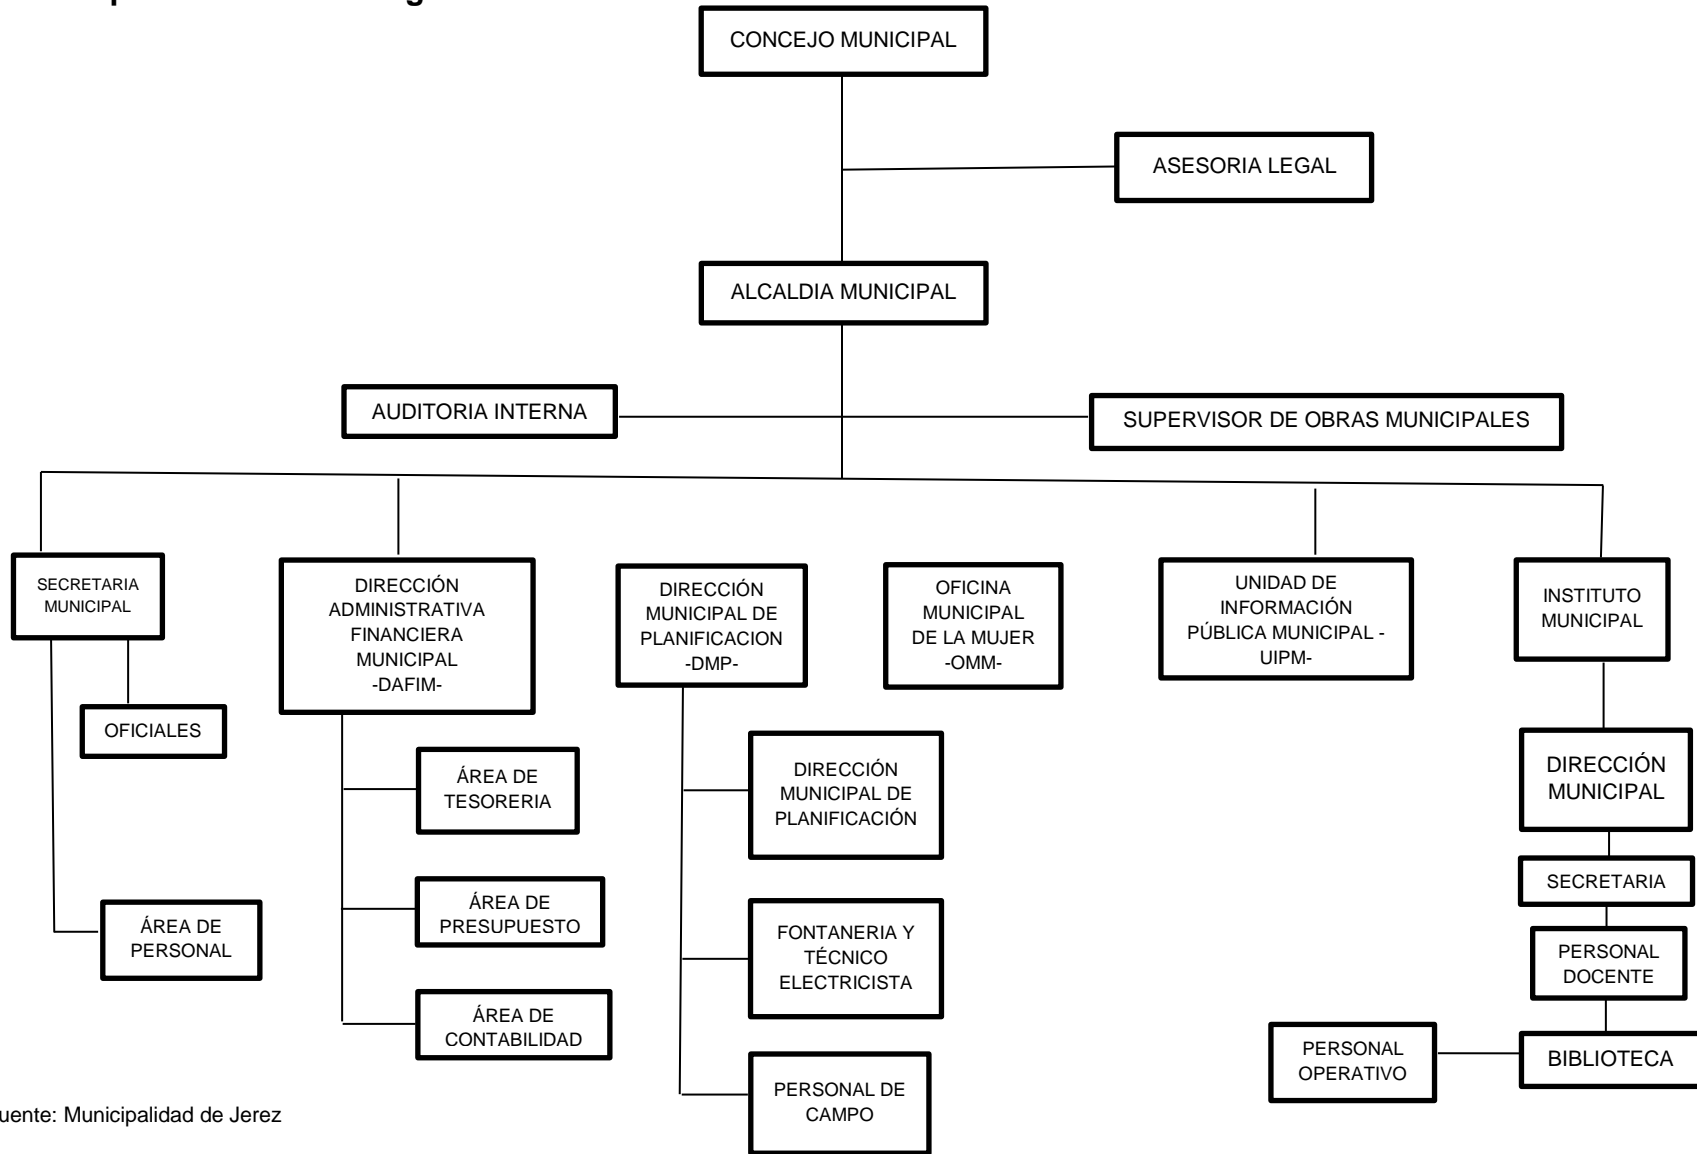 CONCEJO MUNICIPAL
ASESORIA LEGAL
ALCALDIA MUNICIPAL
AUDITORIA INTERNA
SUPERVISOR DE OBRAS MUNICIPALES
SECRETARIA
MUNICIPAL
DIRECCIÓN
ADMINISTRATIVA
FINANCIERA
MUNICIPAL
-DAFIM-
DIRECCIÓN
MUNICIPAL DE
PLANIFICACION
-DMP-
OFICINA
MUNICIPAL
DE LA MUJER
-OMM-
UNIDAD DE
INFORMACIÓN
PÚBLICA MUNICIPAL -
UIPM-
INSTITUTO
MUNICIPAL
OFICIALES
ÁREA DE
PERSONAL
ÁREA DE
TESORERIA
ÁREA DE
PRESUPUESTO
ÁREA DE
CONTABILIDAD
DIRECCIÓN
MUNICIPAL DE
PLANIFICACIÓN
FONTANERIA Y
TÉCNICO
ELECTRICISTA
PERSONAL DE
CAMPO
DIRECCIÓN
MUNICIPAL
SECRETARIA
PERSONAL
DOCENTE
BIBLIOTECA
PERSONAL
OPERATIVO
uente: Municipalidad de Jerez